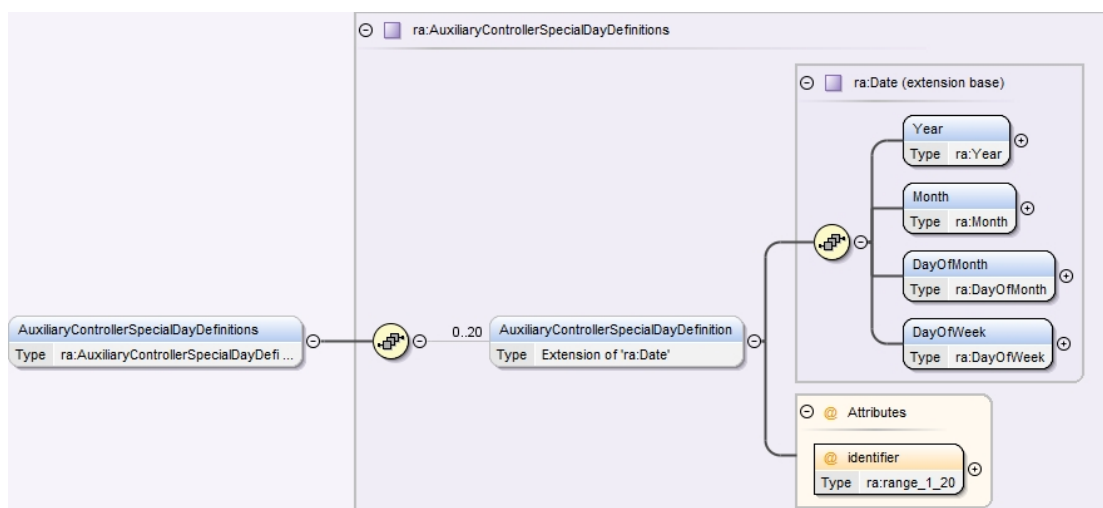 ra:AuxiliaryControllerSpecialDayDefinitions
ra:Date (extension base)
Year
Type ra:Year
Month
Type ra:Month
DayOfMonth
Type ra:DayOfMonth
DayOfWeek
Type ra:DayOfWeek
AuxiliaryControllerSpecialDayDefinitions
Type ra:AuxiliaryControllerSpecialDayDefi ...
0..20
AuxiliaryControllerSpecialDayDefinition
Type Extension of 'ra:Date'
@ Attributes
@ identifier
Type ra:range_1_20